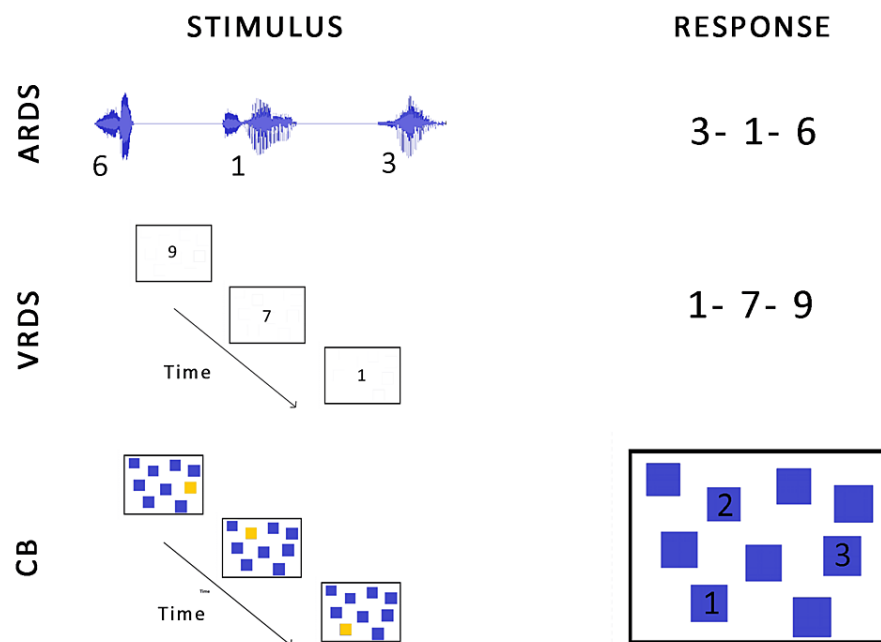 STIMULUS
RESPONSE
ARDS
6 1 3
3- 1- 6
VRDS
9
7
1
Time
1- 7- 9
CB
Time
Time
2
3
1